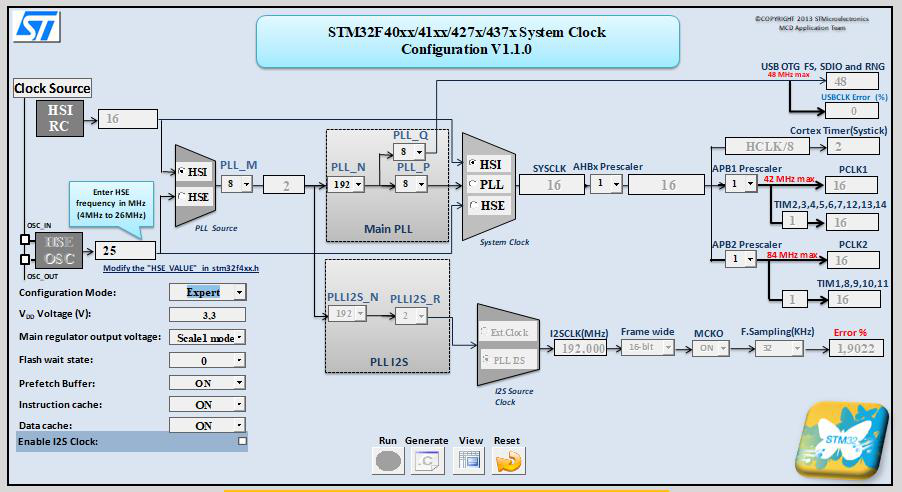 ST
STM32F40xx/41xx/427x/437x System Clock
Configuration V1.1.0
©COPYRIGHT 2013 STMicroelectronics
MCD Application Team
USB OTG FS, SDIO and RNG
48 MHz max
48
USBCLK Error (%)
0
Clock Source
HSI
RC
16
Cortex Timer(Systick)
HCLK/8
2
PLL_M
HSI
HSE
8
2
PLL Source
PLL_Q
8
PLL_N
PLL_P
192
8
Main PLL
HSI
PLL
HSE
System Clock
SYSCLK
16
AHBx Prescaler
1
16
APB1 Prescaler
1
42 MHz max
PCLK1
16
TIM2,3,4,5,6,7,12,13,14
1
16
APB2 Prescaler
1
84 MHz max
PCLK2
16
TIM1,8,9,10,11
1
16
Enter HSE
frequency in MHz
(4MHz to 26MHz)
OSC_IN
HSE
OSC
OSC_OUT
25
Modify the "HSE_VALUE" in stm32f4xx.h
Configuration Mode:
Expert
VDD Voltage (V):
3,3
Main regulator output voltage:
Scale1 mode
Flash wait state:
0
Prefetch Buffer:
ON
Instruction cache:
ON
Data cache:
ON
Enable I2S Clock:
PLLI2S_N
PLLI2S_R
192
2
PLL I2S
Ext.Clock
PLL I2S
I2S Source
Clock
I2SCLK(MHz)
192,000
Frame wide
16-bit
MCKO
ON
F.Sampling(KHz)
32
Error %
1,9022
Run
Generate
View
Reset
.C
STM32